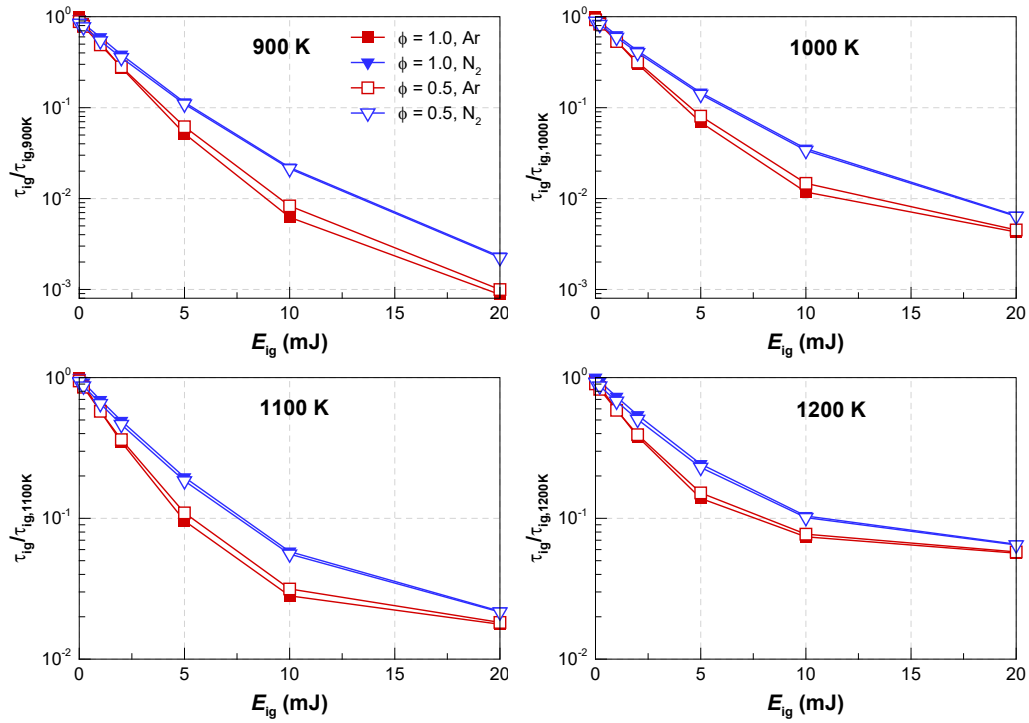 10⁰
10⁻¹
10⁻²
10⁻³
τig/τig,900K
900 K
ϕ = 1.0, Ar
ϕ = 1.0, N₂
ϕ = 0.5, Ar
ϕ = 0.5, N₂
0 5 10 15 20
Eig (mJ)
10⁰
10⁻¹
10⁻²
10⁻³
τig/τig,1000K
1000 K
0 5 10 15 20
Eig (mJ)
10⁰
10⁻¹
10⁻²
τig/τig,1100K
1100 K
0 5 10 15 20
Eig (mJ)
10⁰
10⁻¹
10⁻²
τig/τig,1200K
1200 K
0 5 10 15 20
Eig (mJ)